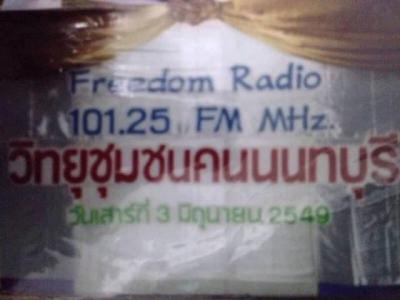 Freedom Radio
101.25 FM MHz.
วิทยุชุมชนคนนนทบุรี
วันเสาร์ที่ 3 มิถุนายน 2549